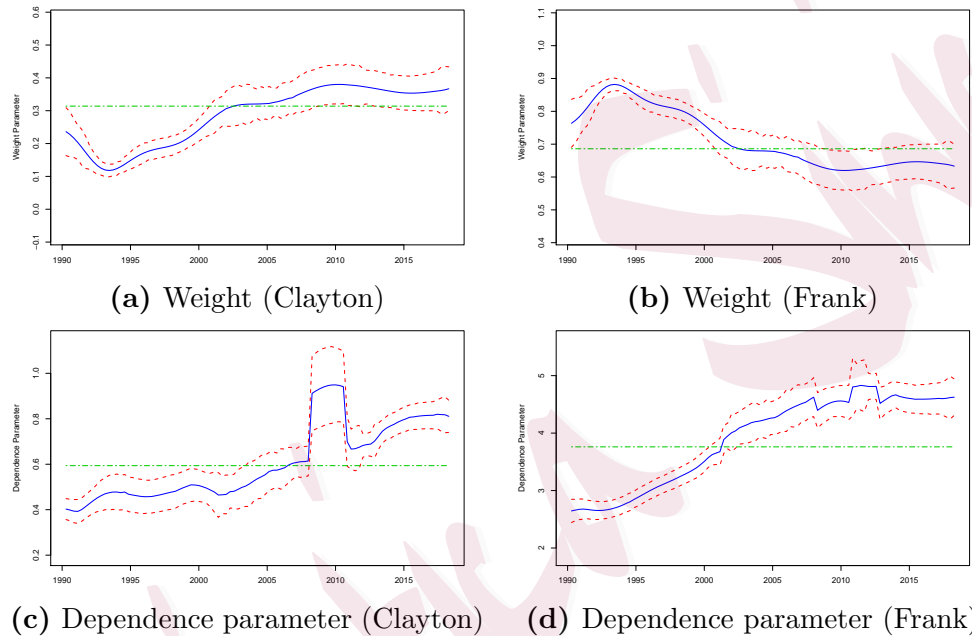 Weight Parameter
0.6
0.5
0.4
0.3
0.2
0.1
0.0
−0.1
1990 1995 2000 2005 2010 2015
(a) Weight (Clayton)
Weight Parameter
1.1
1.0
0.9
0.8
0.7
0.6
0.5
0.4
1990 1995 2000 2005 2010 2015
(b) Weight (Frank)
Dependence Parameter
1.0
0.8
0.6
0.4
0.2
1990 1995 2000 2005 2010 2015
(c) Dependence parameter (Clayton)
Dependence Parameter
5
4
3
2
1990 1995 2000 2005 2010 2015
(d) Dependence parameter (Frank)